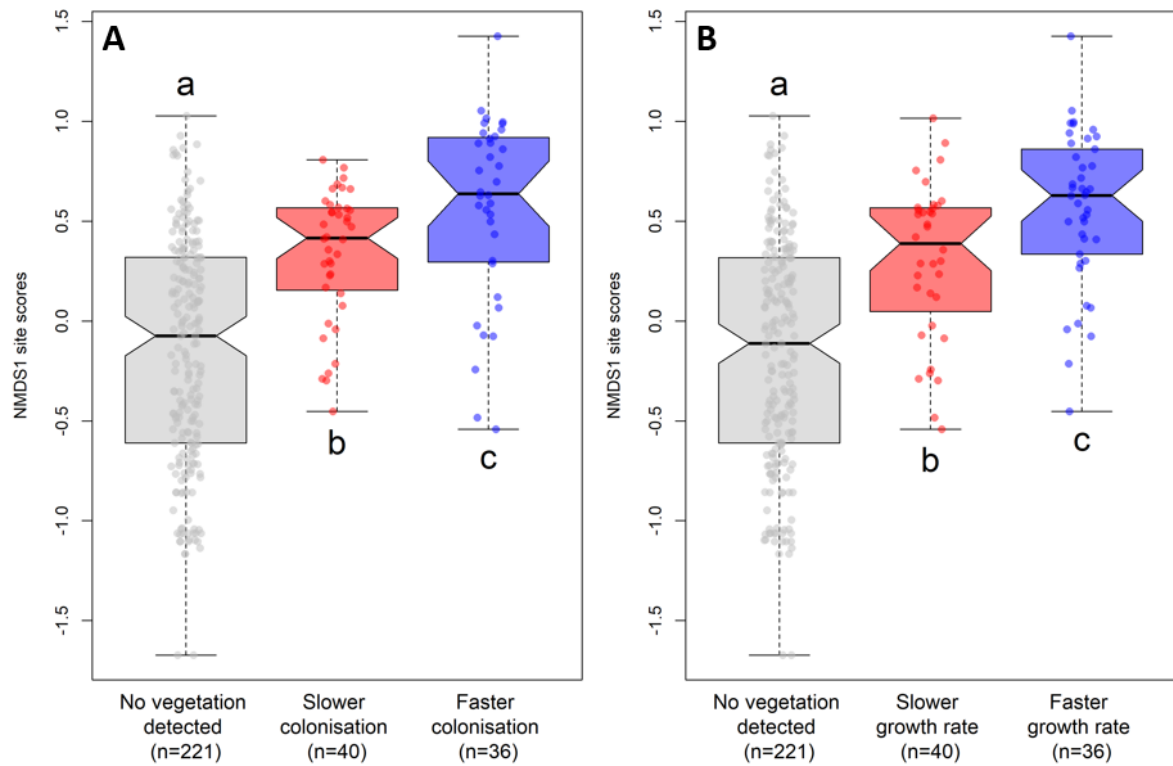 A
NMDS1 site scores
1.5
1.0
0.5
0.0
-0.5
-1.0
-1.5
a
b
c
No vegetation
detected
(n=221)
Slower
colonisation
(n=40)
Faster
colonisation
(n=36)
B
NMDS1 site scores
1.5
1.0
0.5
0.0
-0.5
-1.0
-1.5
a
b
c
No vegetation
detected
(n=221)
Slower
growth rate
(n=40)
Faster
growth rate
(n=36)